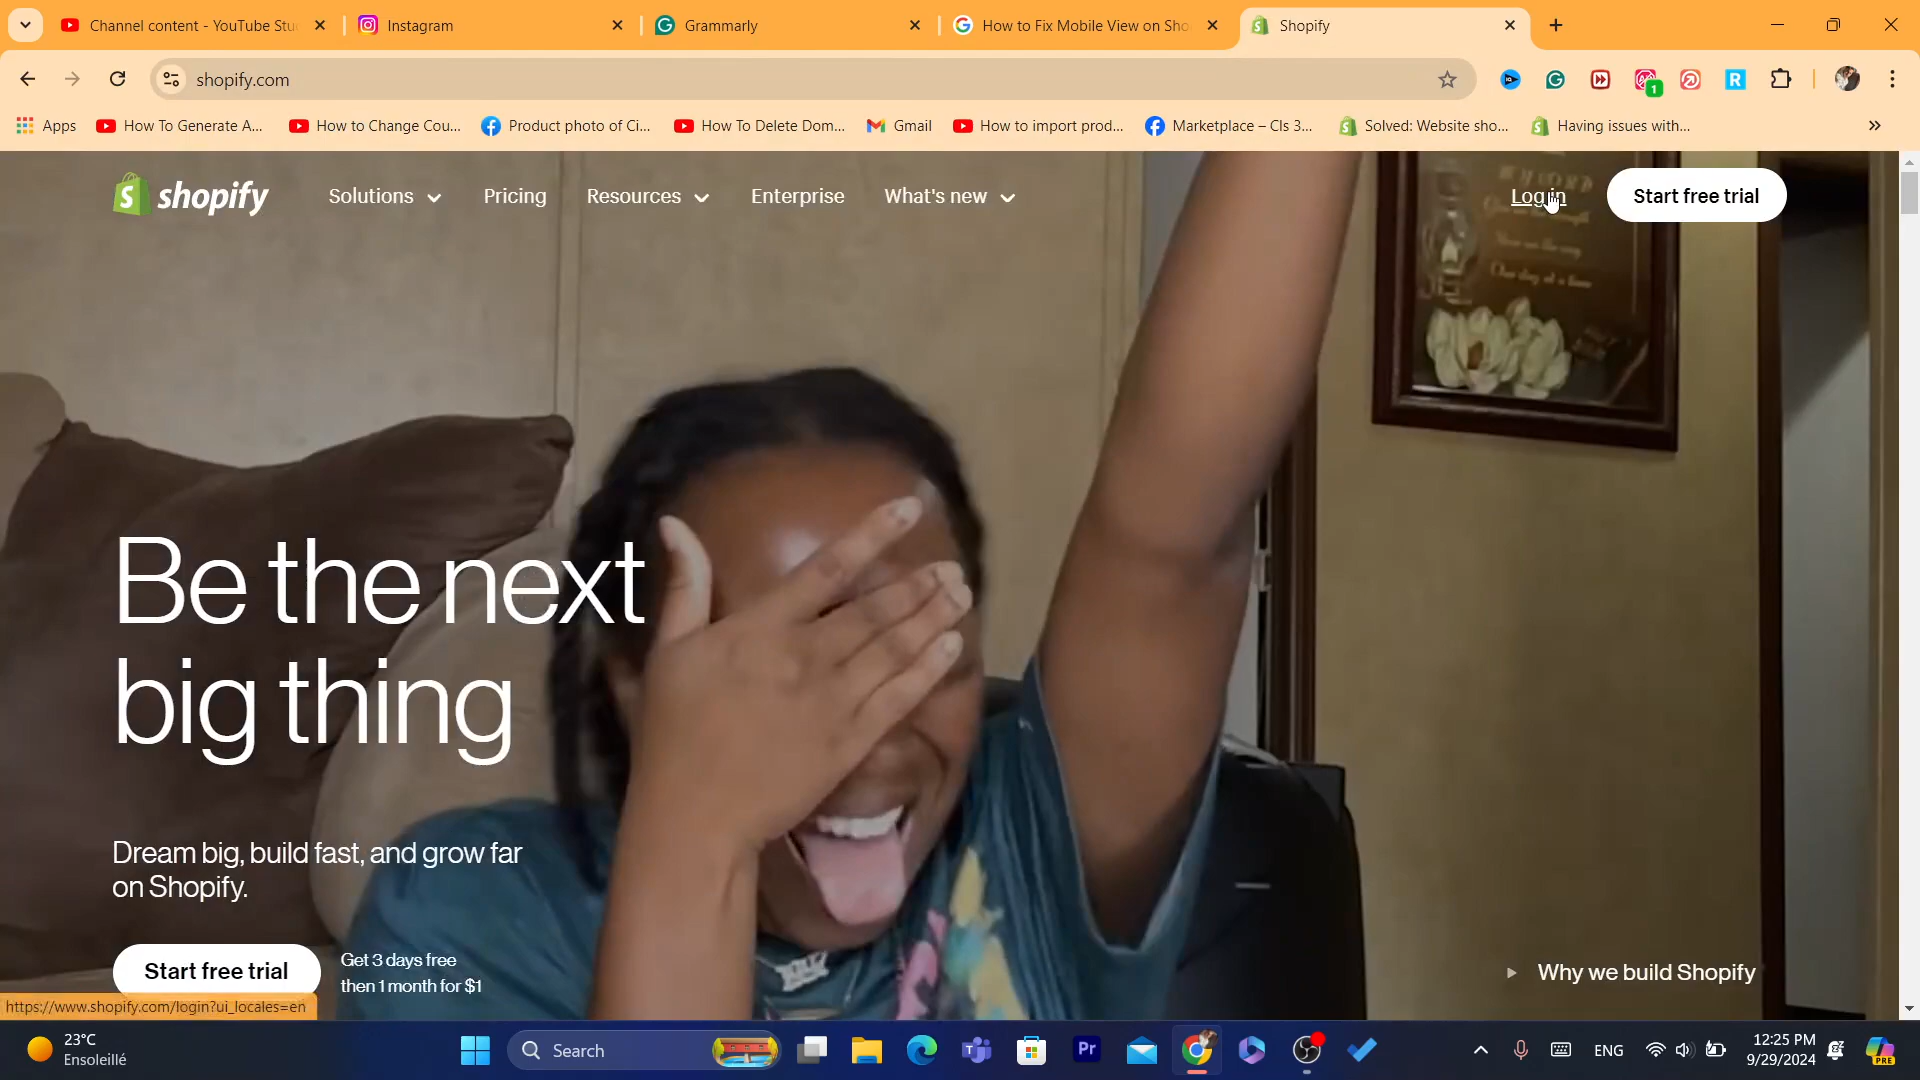 Channel content - YouTube Stu
Instagram
Grammarly
How to Fix Mobile View on Sho
Shopify
shopify.com
1
Apps
How To Generate A...
How to Change Cou...
Product photo of Ci...
How To Delete Dom...
Gmail
How to import prod...
Marketplace – Cls 3...
Solved: Website sho...
Having issues with...
shopify
Solutions
Pricing
Resources
Enterprise
What's new
Log in
Start free trial
Be the next
big thing
Dream big, build fast, and grow far
on Shopify.
Start free trial
Get 3 days free
then 1 month for $1
Why we build Shopify
https://www.shopify.com/login?ui_locales=en
23°C
Ensoleillé
Search
ENG
12:25 PM
9/29/2024